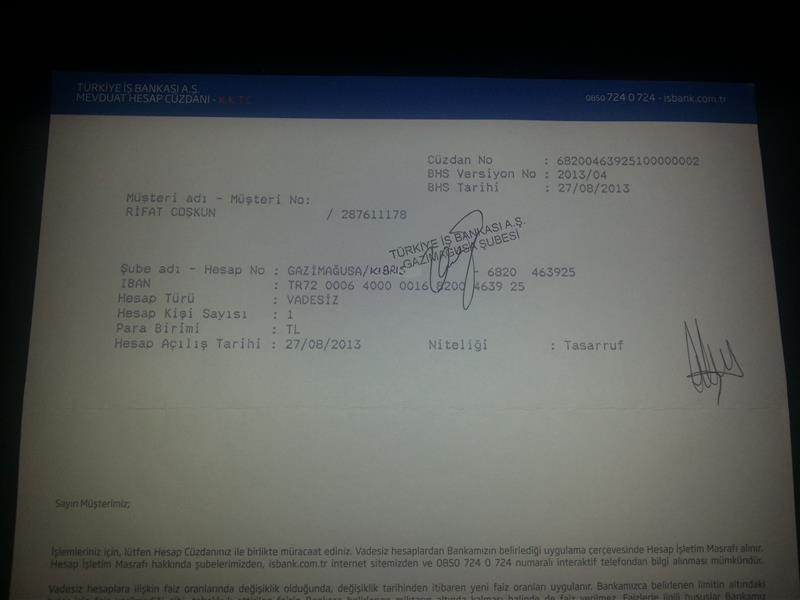 TÜRKİYE İŞ BANKASI A.Ş.
MEVDUAT HESAP CÜZDANI - K.K.T.C
0850 724 0 724 - isbank.com.tr
Cüzdan No : 68200463925100000002
BHS Versiyon No : 2013/04
BHS Tarihi : 27/08/2013
Müşteri adı - Müşteri No:
RİFAT COŞKUN / 287611178
TÜRKİYE İŞ BANKASI A.Ş.
GAZİMAĞUSA ŞUBESİ
Şube adı - Hesap No : GAZİMAĞUSA/KIBRIS - 6820 463925
IBAN : TR72 0006 4000 0016 8200 4639 25
Hesap Türü : VADESİZ
Hesap Kişi Sayısı : 1
Para Birimi : TL
Hesap Açılış Tarihi : 27/08/2013 Niteliği : Tasarruf
Sayın Müşterimiz;
İşlemleriniz için, lütfen Hesap Cüzdanınız ile birlikte müracaat ediniz. Vadesiz hesaplardan Bankamızın belirlediği uygulama çerçevesinde Hesap İşletim Masrafı alınır.
Hesap İşletim Masrafı hakkında şubelerimizden, isbank.com.tr internet sitemizden ve 0850 724 0 724 numaralı interaktif telefondan bilgi alınması mümkündür.
Vadesiz hesaplara ilişkin faiz oranlarında değişiklik olduğunda, değişiklik tarihinden itibaren yeni faiz oranları uygulanır. Bankamızca belirlenen limitin altındaki